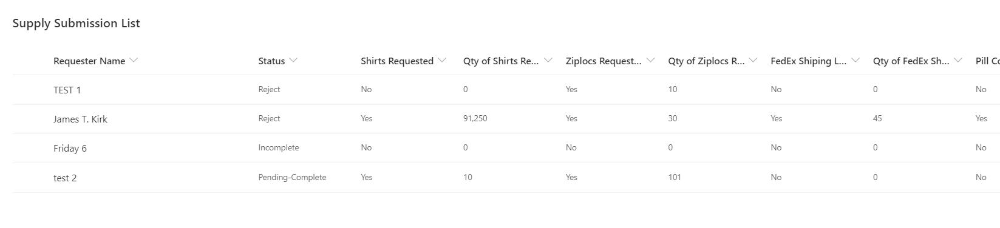 Supply Submission List
Requester Name Status Shirts Requested Qty of Shirts Re... Ziplocs Request... Qty of Ziplocs R... FedEx Shiping L... Qty of FedEx Sh... Pill Co
TEST 1 Reject No 0 Yes 10 No 0 No
James T. Kirk Reject Yes 91,250 Yes 30 Yes 45 Yes
Friday 6 Incomplete No 0 No 0 No 0 No
test 2 Pending-Complete Yes 10 Yes 101 No 0 No